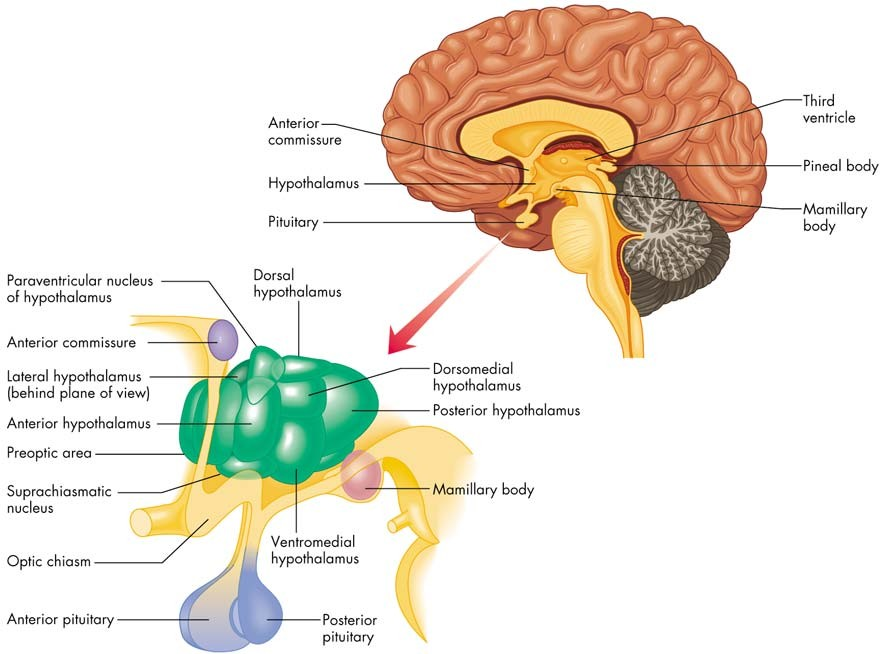 Anterior
commissure
Hypothalamus
Pituitary
Third
ventricle
Pineal body
Mamillary
body
Paraventricular nucleus
of hypothalamus
Dorsal
hypothalamus
Anterior commissure
Lateral hypothalamus
(behind plane of view)
Anterior hypothalamus
Preoptic area
Suprachiasmatic
nucleus
Optic chiasm
Anterior pituitary
Dorsomedial
hypothalamus
Posterior hypothalamus
Mamillary body
Ventromedial
hypothalamus
Posterior
pituitary